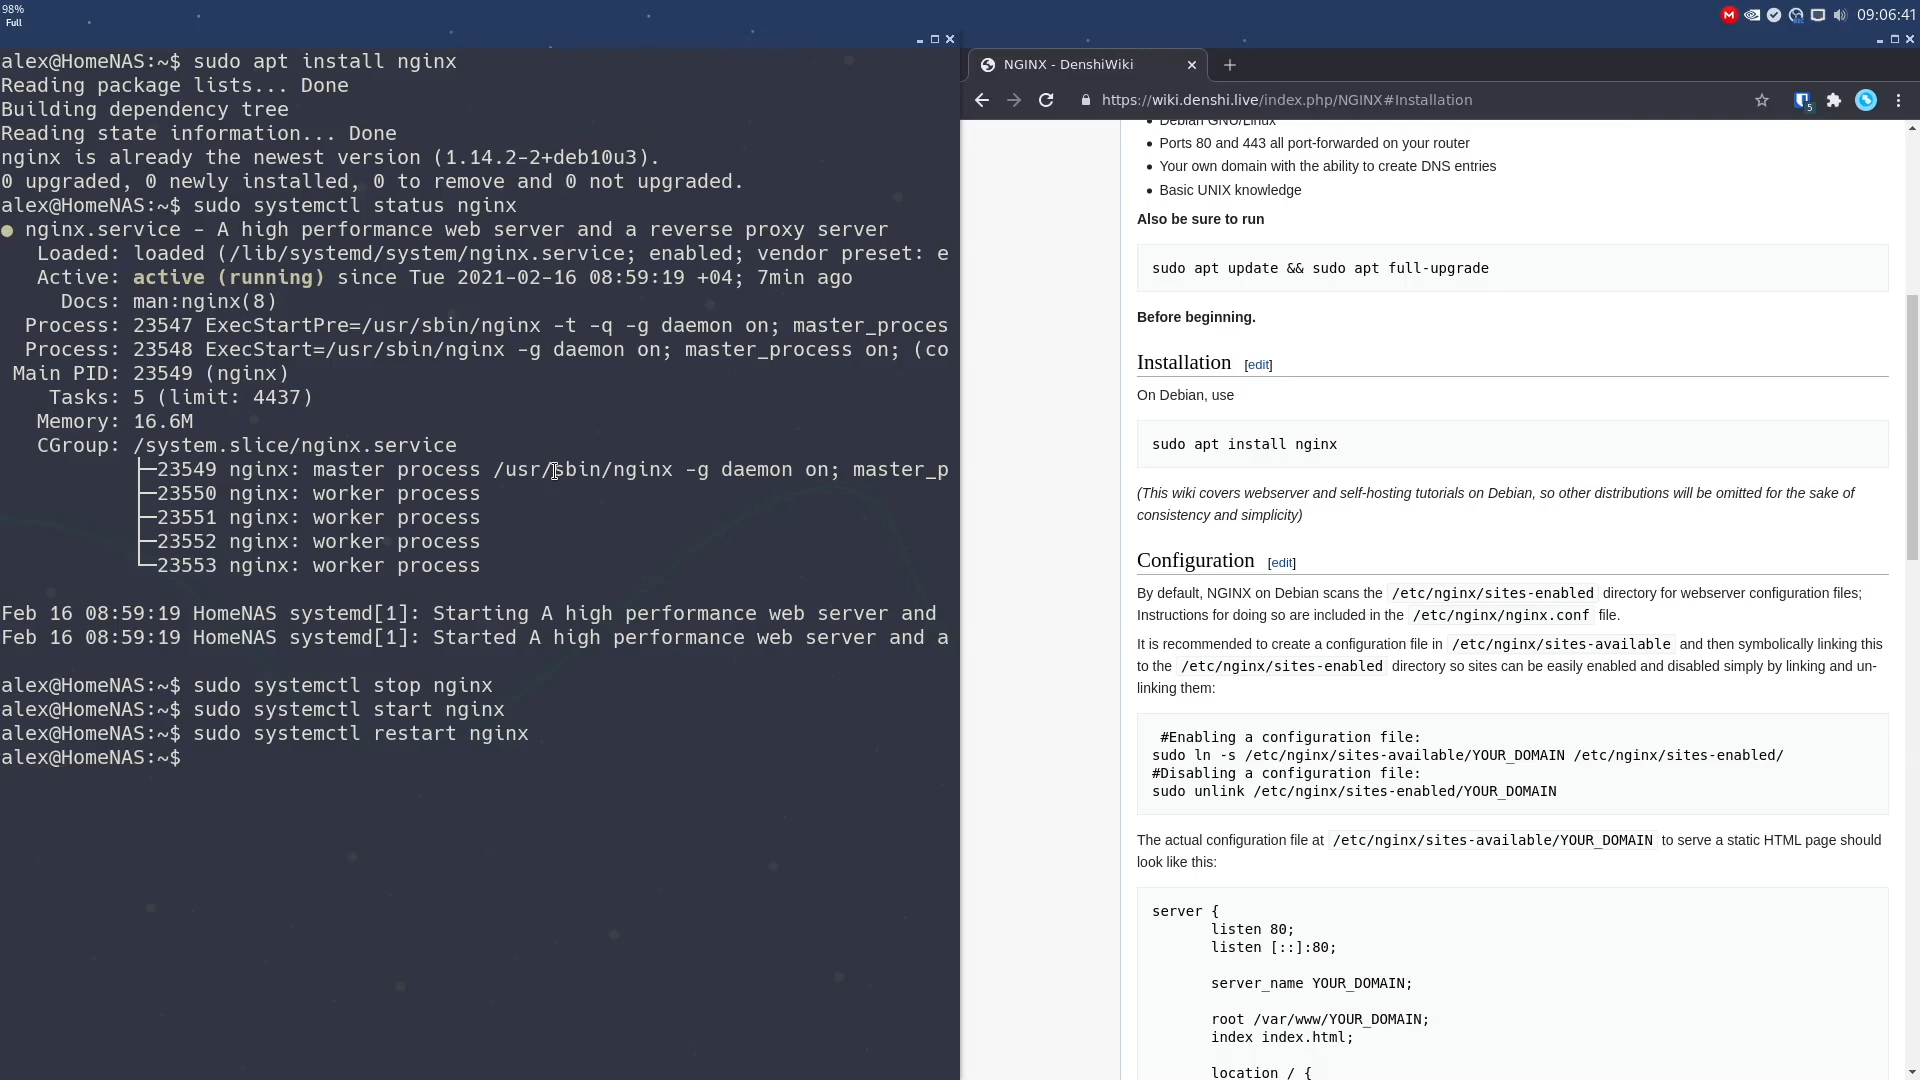 98%
Full
09:06:41
alex@HomeNAS:~$ sudo apt install nginx
Reading package lists... Done
Building dependency tree
Reading state information... Done
nginx is already the newest version (1.14.2-2+deb10u3).
0 upgraded, 0 newly installed, 0 to remove and 0 not upgraded.
alex@HomeNAS:~$ sudo systemctl status nginx
● nginx.service - A high performance web server and a reverse proxy server
Loaded: loaded (/lib/systemd/system/nginx.service; enabled; vendor preset: e
Active: active (running) since Tue 2021-02-16 08:59:19 +04; 7min ago
Docs: man:nginx(8)
Process: 23547 ExecStartPre=/usr/sbin/nginx -t -q -g daemon on; master_proces
Process: 23548 ExecStart=/usr/sbin/nginx -g daemon on; master_process on; (co
Main PID: 23549 (nginx)
Tasks: 5 (limit: 4437)
Memory: 16.6M
CGroup: /system.slice/nginx.service
├─23549 nginx: master process /usr/sbin/nginx -g daemon on; master_p
├─23550 nginx: worker process
├─23551 nginx: worker process
├─23552 nginx: worker process
└─23553 nginx: worker process
Feb 16 08:59:19 HomeNAS systemd[1]: Starting A high performance web server and
Feb 16 08:59:19 HomeNAS systemd[1]: Started A high performance web server and a
alex@HomeNAS:~$ sudo systemctl stop nginx
alex@HomeNAS:~$ sudo systemctl start nginx
alex@HomeNAS:~$ sudo systemctl restart nginx
alex@HomeNAS:~$
NGINX - DenshiWiki
https://wiki.denshi.live/index.php/NGINX#Installation
5
Debian GNU/Linux
Ports 80 and 443 all port-forwarded on your router
Your own domain with the ability to create DNS entries
Basic UNIX knowledge
Also be sure to run
sudo apt update && sudo apt full-upgrade
Before beginning.
Installation [edit]
On Debian, use
sudo apt install nginx
(This wiki covers webserver and self-hosting tutorials on Debian, so other distributions will be omitted for the sake of
consistency and simplicity)
Configuration [edit]
By default, NGINX on Debian scans the /etc/nginx/sites-enabled directory for webserver configuration files;
Instructions for doing so are included in the /etc/nginx/nginx.conf file.
It is recommended to create a configuration file in /etc/nginx/sites-available and then symbolically linking this
to the /etc/nginx/sites-enabled directory so sites can be easily enabled and disabled simply by linking and un-
linking them:
#Enabling a configuration file:
sudo ln -s /etc/nginx/sites-available/YOUR_DOMAIN /etc/nginx/sites-enabled/
#Disabling a configuration file:
sudo unlink /etc/nginx/sites-enabled/YOUR_DOMAIN
The actual configuration file at /etc/nginx/sites-available/YOUR_DOMAIN to serve a static HTML page should
look like this:
server {
listen 80;
listen [::]:80;
server_name YOUR_DOMAIN;
root /var/www/YOUR_DOMAIN;
index index.html;
location / {